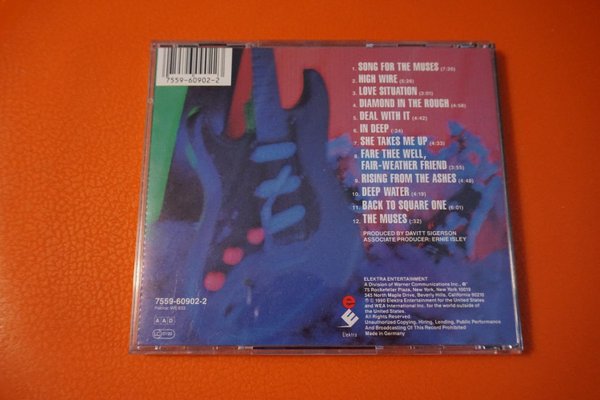 7559-60902-2
1. SONG FOR THE MUSES (7:20)
2. HIGH WIRE (5:26)
3. LOVE SITUATION (3:01)
4. DIAMOND IN THE ROUGH (4:58)
5. DEAL WITH IT (4:42)
6. IN DEEP (:34)
7. SHE TAKES ME UP (4:33)
8. FARE THEE WELL,
FAIR-WEATHER FRIEND (3:55)
9. RISING FROM THE ASHES (4:48)
10. DEEP WATER (4:19)
11. BACK TO SQUARE ONE (6:01)
12. THE MUSES (:32)
PRODUCED BY DAVITT SIGERSON
ASSOCIATE PRODUCER: ERNIE ISLEY
ELEKTRA ENTERTAINMENT
A Division of Warner Communications Inc.,
75 Rockefeller Plaza, New York, New York 10019
345 North Maple Drive, Beverly Hills, California 90210
℗ © 1990 Elektra Entertainment for the United States
and WEA International Inc. for the world outside of
the United States.
All Rights Reserved.
Unauthorized Copying, Hiring, Lending, Public Performance
And Broadcasting Of This Record Prohibited
Made in Germany
e
Elektra
7559-60902-2
AAD